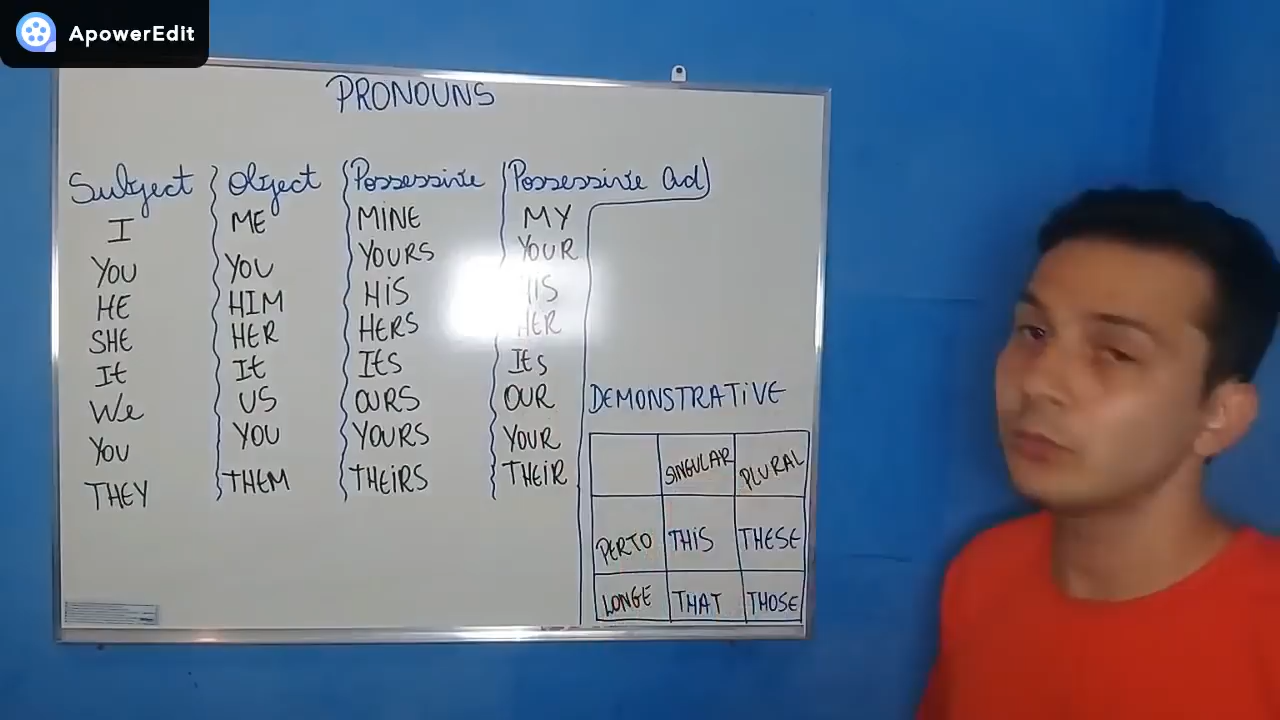 ApowerEdit
PRONOUNS
Subject Object Possessive Possessive adj
I ME MINE MY
YOU YOU YOURS YOUR
HE HIM HIS HIS
SHE HER HERS HER
It It Its Its
We US OURS OUR
YOU YOU YOURS YOUR
THEY THEM THEIRS THEIR
DEMONSTRATIVE
SINGULAR PLURAL
PERTO THIS THESE
LONGE THAT THOSE